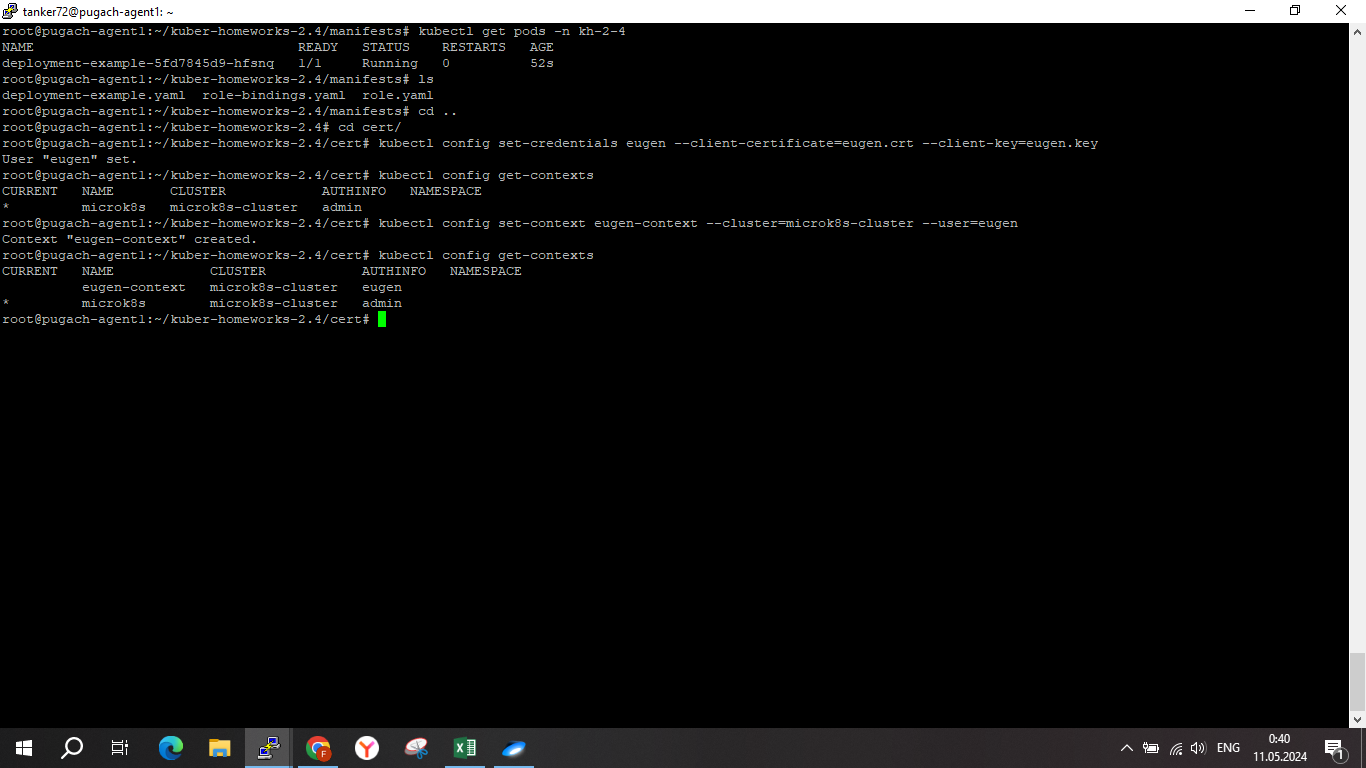 tanker72@pugach-agent1: ~
root@pugach-agent1:~/kuber-homeworks-2.4/manifests# kubectl get pods -n kh-2-4
NAME READY STATUS RESTARTS AGE
deployment-example-5fd7845d9-hfsnq 1/1 Running 0 52s
root@pugach-agent1:~/kuber-homeworks-2.4/manifests# ls
deployment-example.yaml role-bindings.yaml role.yaml
root@pugach-agent1:~/kuber-homeworks-2.4/manifests# cd ..
root@pugach-agent1:~/kuber-homeworks-2.4# cd cert/
root@pugach-agent1:~/kuber-homeworks-2.4/cert# kubectl config set-credentials eugen --client-certificate=eugen.crt --client-key=eugen.key
User "eugen" set.
root@pugach-agent1:~/kuber-homeworks-2.4/cert# kubectl config get-contexts
CURRENT NAME CLUSTER AUTHINFO NAMESPACE
* microk8s microk8s-cluster admin
root@pugach-agent1:~/kuber-homeworks-2.4/cert# kubectl config set-context eugen-context --cluster=microk8s-cluster --user=eugen
Context "eugen-context" created.
root@pugach-agent1:~/kuber-homeworks-2.4/cert# kubectl config get-contexts
CURRENT NAME CLUSTER AUTHINFO NAMESPACE
eugen-context microk8s-cluster eugen
* microk8s microk8s-cluster admin
root@pugach-agent1:~/kuber-homeworks-2.4/cert#
ENG
0:40
11.05.2024
1